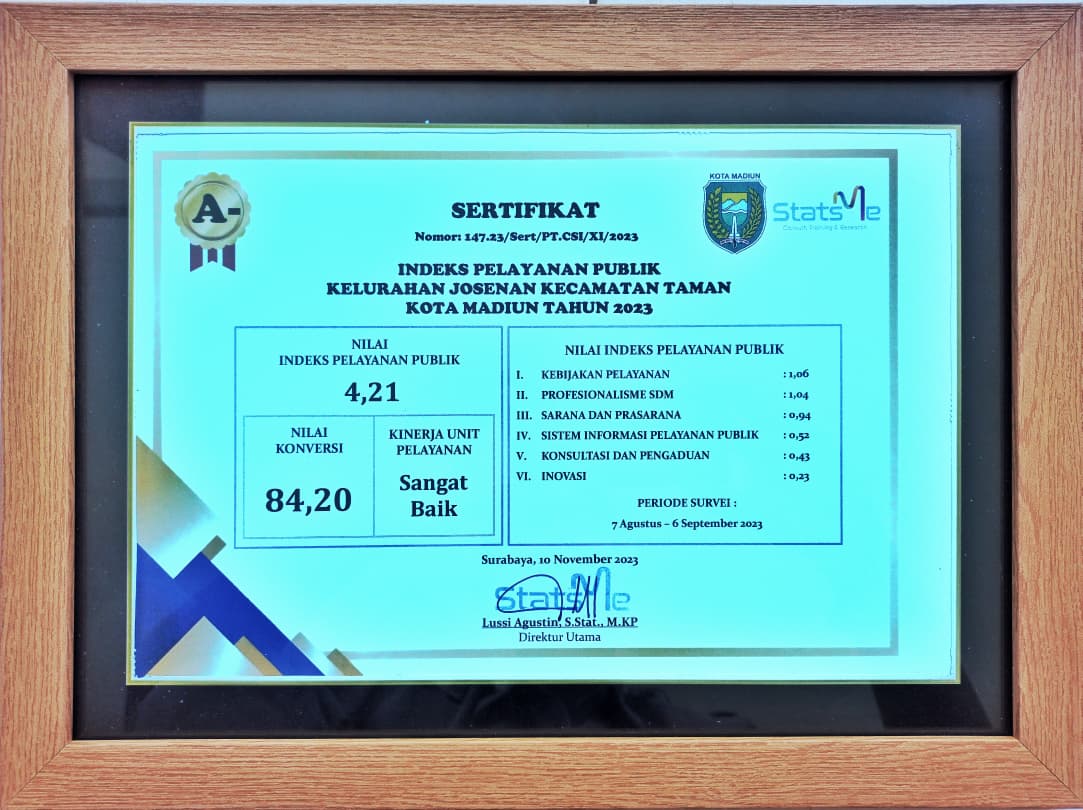 A-
KOTA MADIUN
StatsMe
Consult, Training & Research
SERTIFIKAT
Nomor: 147.23/Sert/PT.CSI/XI/2023
INDEKS PELAYANAN PUBLIK
KELURAHAN JOSENAN KECAMATAN TAMAN
KOTA MADIUN TAHUN 2023
NILAI
INDEKS PELAYANAN PUBLIK
4,21
NILAI
KONVERSI
84,20
KINERJA UNIT
PELAYANAN
Sangat
Baik
NILAI INDEKS PELAYANAN PUBLIK
I. KEBIJAKAN PELAYANAN : 1,06
II. PROFESIONALISME SDM : 1,04
III. SARANA DAN PRASARANA : 0,94
IV. SISTEM INFORMASI PELAYANAN PUBLIK : 0,52
V. KONSULTASI DAN PENGADUAN : 0,43
VI. INOVASI : 0,23
PERIODE SURVEI :
7 Agustus – 6 September 2023
Surabaya, 10 November 2023
StatsMe
Lussi Agustin, S.Stat., M.KP
Direktur Utama